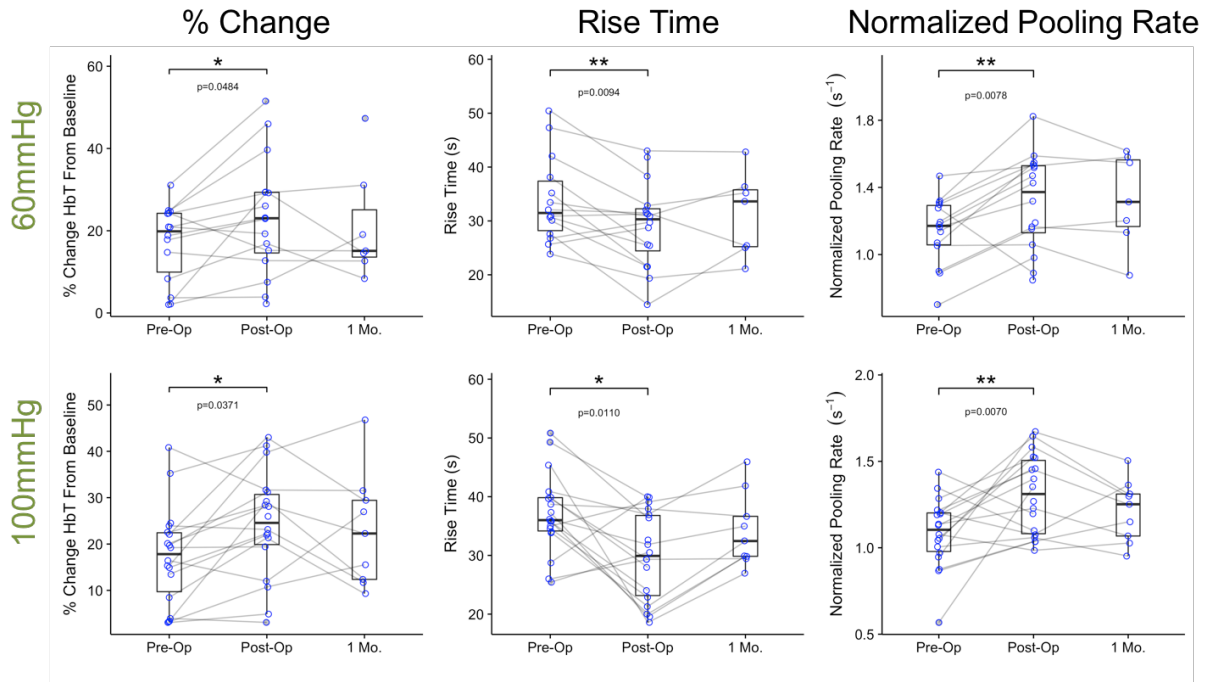 % Change
Rise Time
Normalized Pooling Rate
60mmHg
% Change HbT From Baseline
60
40
20
0
*
p=0.0484
Pre-Op
Post-Op
1 Mo.
Rise Time (s)
60
50
40
30
20
**
p=0.0094
Pre-Op
Post-Op
1 Mo.
Normalized Pooling Rate (s⁻¹)
1.8
1.4
1.0
**
p=0.0078
Pre-Op
Post-Op
1 Mo.
100mmHg
% Change HbT From Baseline
50
40
30
20
10
*
p=0.0371
Pre-Op
Post-Op
1 Mo.
Rise Time (s)
60
50
40
30
20
*
p=0.0110
Pre-Op
Post-Op
1 Mo.
Normalized Pooling Rate (s⁻¹)
2.0
1.5
1.0
0.5
**
p=0.0070
Pre-Op
Post-Op
1 Mo.